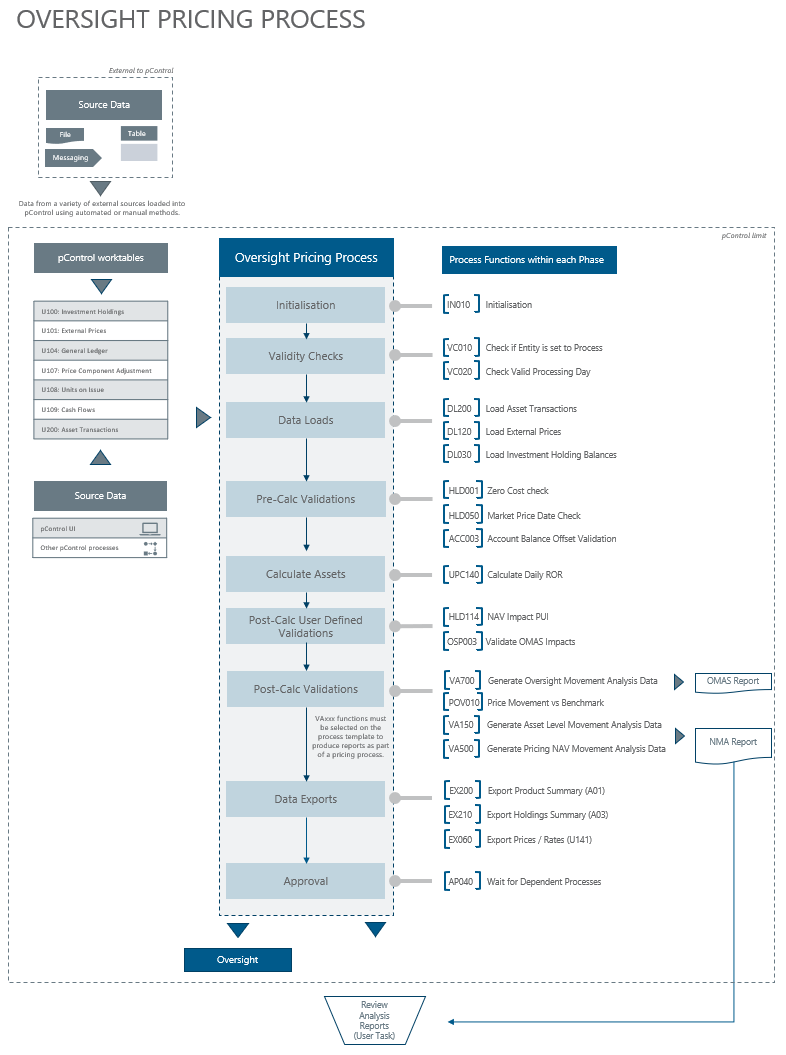 OVERSIGHT PRICING PROCESS
External to pControl
Source Data
File
Table
Messaging
Data from a variety of external sources loaded into
pControl using automated or manual methods.
pControl limit
pControl worktables
U100: Investment Holdings
U101: External Prices
U104: General Ledger
U107: Price Component Adjustment
U108: Units on Issue
U109: Cash Flows
U200: Asset Transactions
Source Data
pControl UI
Other pControl processes
Oversight Pricing Process
Process Functions within each Phase
Initialisation
IN010 Initialisation
Validity Checks
VC010 Check if Entity is set to Process
VC020 Check Valid Processing Day
Data Loads
DL200 Load Asset Transactions
DL120 Load External Prices
DL030 Load Investment Holding Balances
Pre-Calc Validations
HLD001 Zero Cost check
HLD050 Market Price Date Check
ACC003 Account Balance Offset Validation
Calculate Assets
UPC140 Calculate Daily ROR
Post-Calc User Defined
Validations
HLD114 NAV Impact PUI
OSP003 Validate OMAS Impacts
Post-Calc Validations
VA700 Generate Oversight Movement Analysis Data
OMAS Report
POV010 Price Movement vs Benchmark
VA150 Generate Asset Level Movement Analysis Data
VA500 Generate Pricing NAV Movement Analysis Data
NMA Report
VAxxx functions must
be selected on the
process template to
produce reports as part
of a pricing process.
Data Exports
EX200 Export Product Summary (A01)
EX210 Export Holdings Summary (A03)
EX060 Export Prices / Rates (U141)
Approval
AP040 Wait for Dependent Processes
Oversight
Review
Analysis
Reports
(User Task)